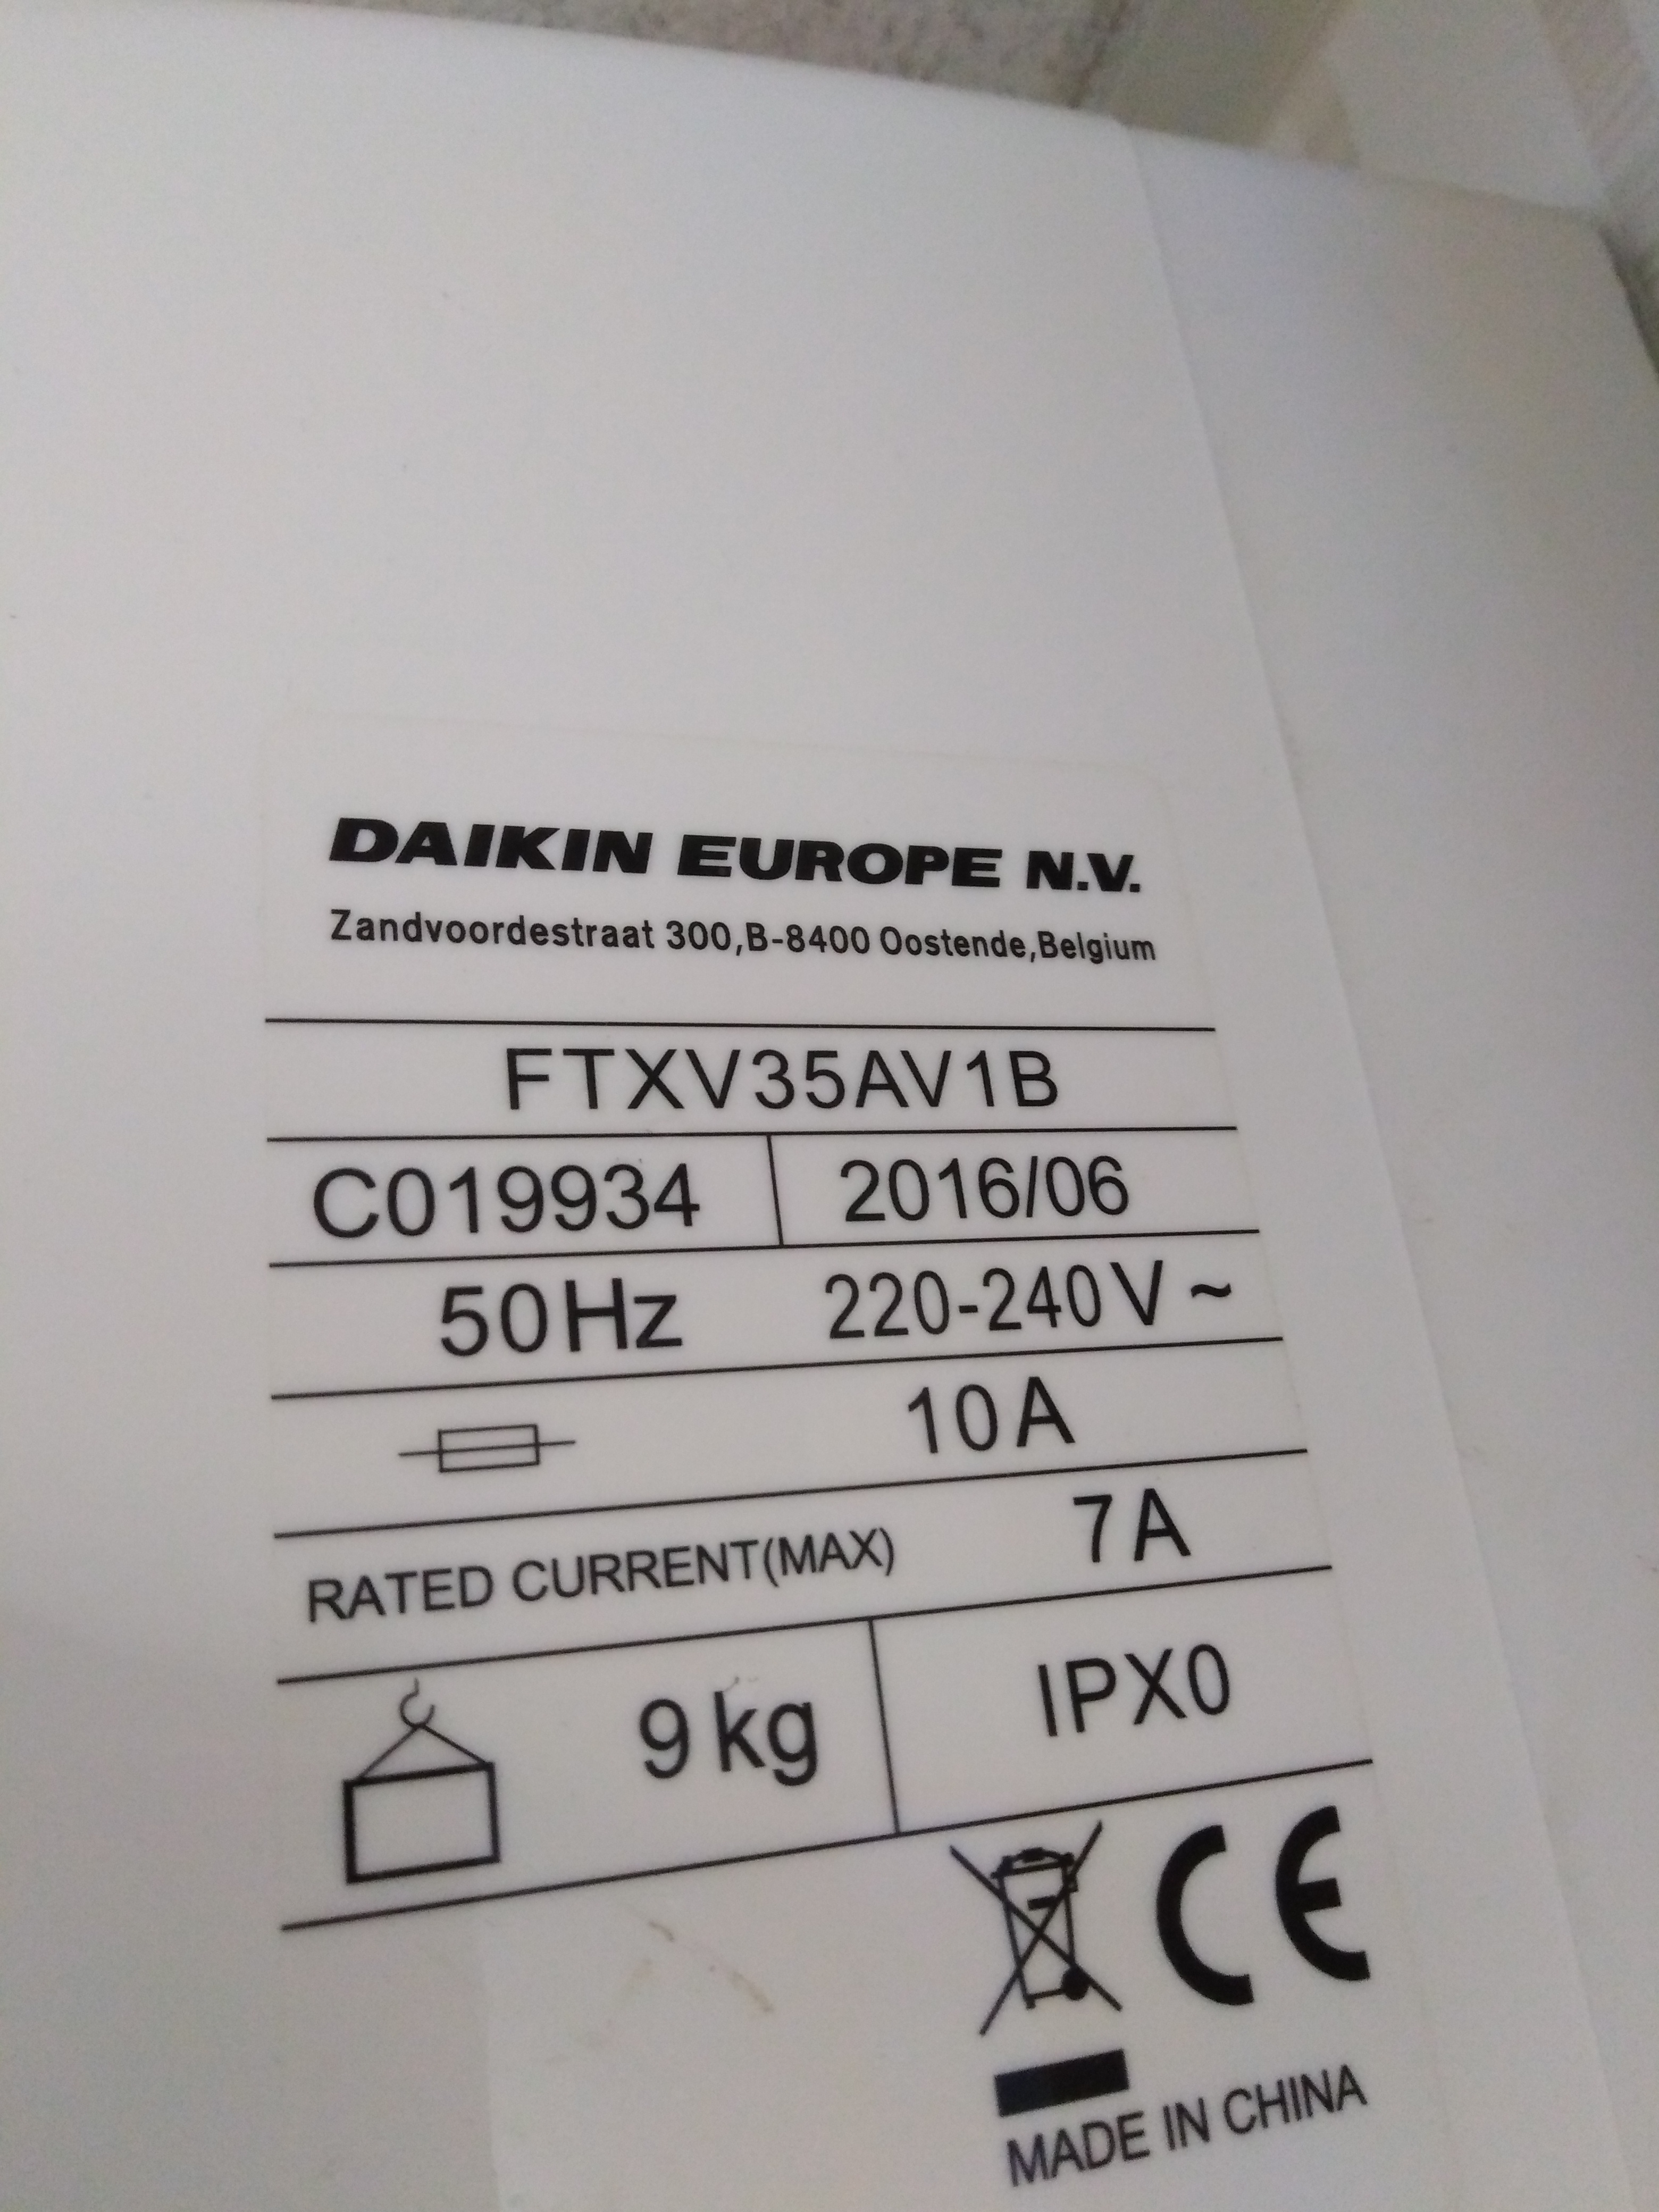 DAIKIN EUROPE N.V.
Zandvoordestraat 300,B-8400 Oostende,Belgium
FTXV35AV1B
C019934 2016/06
50Hz 220-240V ~
10A
RATED CURRENT(MAX) 7A
9kg IPX0
CE
MADE IN CHINA